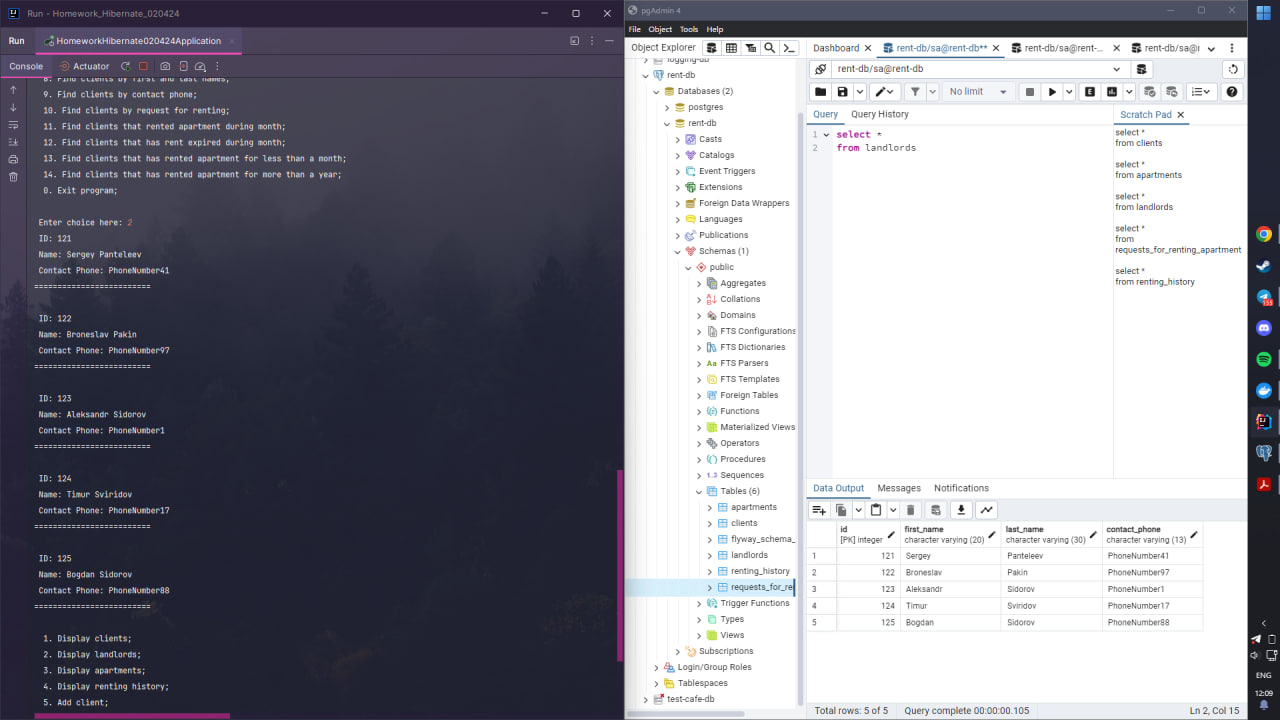 Run - Homework_Hibernate_020424
Run
HomeworkHibernate020424Application
Console
Actuator
8. Find clients by first and last names;
9. Find clients by contact phone;
10. Find clients by request for renting;
11. Find clients that rented apartment during month;
12. Find clients that has rent expired during month;
13. Find clients that has rented apartment for less than a month;
14. Find clients that has rented apartment for more than a year;
0. Exit program;
Enter choice here: 2
ID: 121
Name: Sergey Panteleev
Contact Phone: PhoneNumber41
=========================
ID: 122
Name: Broneslav Pakin
Contact Phone: PhoneNumber97
=========================
ID: 123
Name: Aleksandr Sidorov
Contact Phone: PhoneNumber1
=========================
ID: 124
Name: Timur Sviridov
Contact Phone: PhoneNumber17
=========================
ID: 125
Name: Bogdan Sidorov
Contact Phone: PhoneNumber88
=========================
1. Display clients;
2. Display landlords;
3. Display apartments;
4. Display renting history;
5. Add client;
pgAdmin 4
File Object Tools Help
Object Explorer
logging-db
rent-db
Databases (2)
postgres
rent-db
Casts
Catalogs
Event Triggers
Extensions
Foreign Data Wrappers
Languages
Publications
Schemas (1)
public
Aggregates
Collations
Domains
FTS Configurations
FTS Dictionaries
FTS Parsers
FTS Templates
Foreign Tables
Functions
Materialized Views
Operators
Procedures
Sequences
Tables (6)
apartments
clients
flyway_schema_
landlords
renting_history
requests_for_re
Trigger Functions
Types
Views
Subscriptions
Login/Group Roles
Tablespaces
test-cafe-db
Dashboard
rent-db/sa@rent-db**
rent-db/sa@rent-...
rent-db/sa@r
rent-db/sa@rent-db
No limit
Query
Query History
1 select *
2 from landlords
Scratch Pad
select *
from clients
select *
from apartments
select *
from landlords
select *
from
requests_for_renting_apartment
select *
from renting_history
Data Output
Messages
Notifications
id first_name last_name contact_phone
[PK] integer character varying (20) character varying (30) character varying (13)
1 121 Sergey Panteleev PhoneNumber41
2 122 Broneslav Pakin PhoneNumber97
3 123 Aleksandr Sidorov PhoneNumber1
4 124 Timur Sviridov PhoneNumber17
5 125 Bogdan Sidorov PhoneNumber88
Total rows: 5 of 5
Query complete 00:00:00.105
Ln 2, Col 15
ENG
12:09